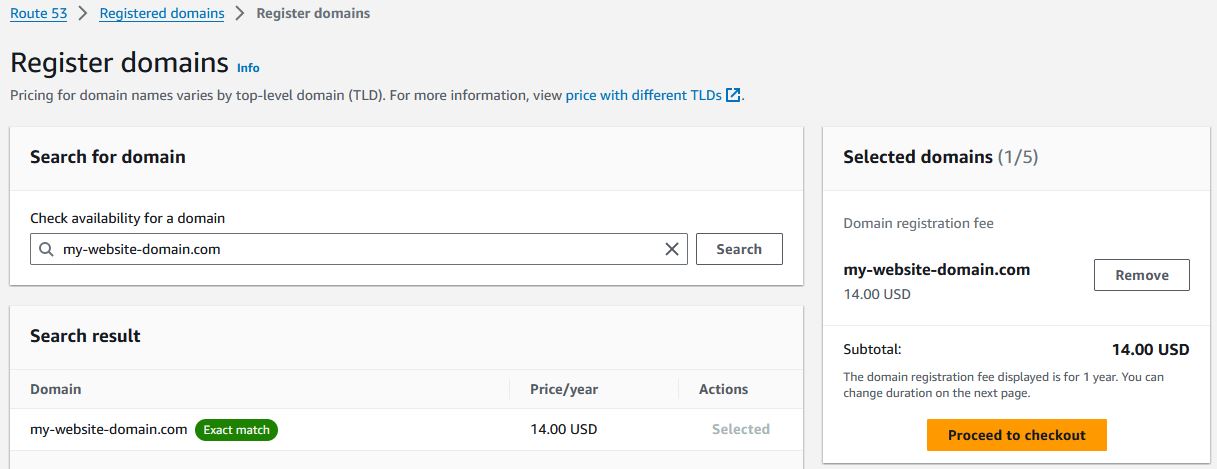 Route 53 > Registered domains > Register domains
Register domains Info
Pricing for domain names varies by top-level domain (TLD). For more information, view price with different TLDs.
Search for domain
Check availability for a domain
my-website-domain.com
Search
Search result
Domain Price/year Actions
my-website-domain.com Exact match 14.00 USD Selected
Selected domains (1/5)
Domain registration fee
my-website-domain.com
Remove
14.00 USD
Subtotal: 14.00 USD
The domain registration fee displayed is for 1 year. You can
change duration on the next page.
Proceed to checkout